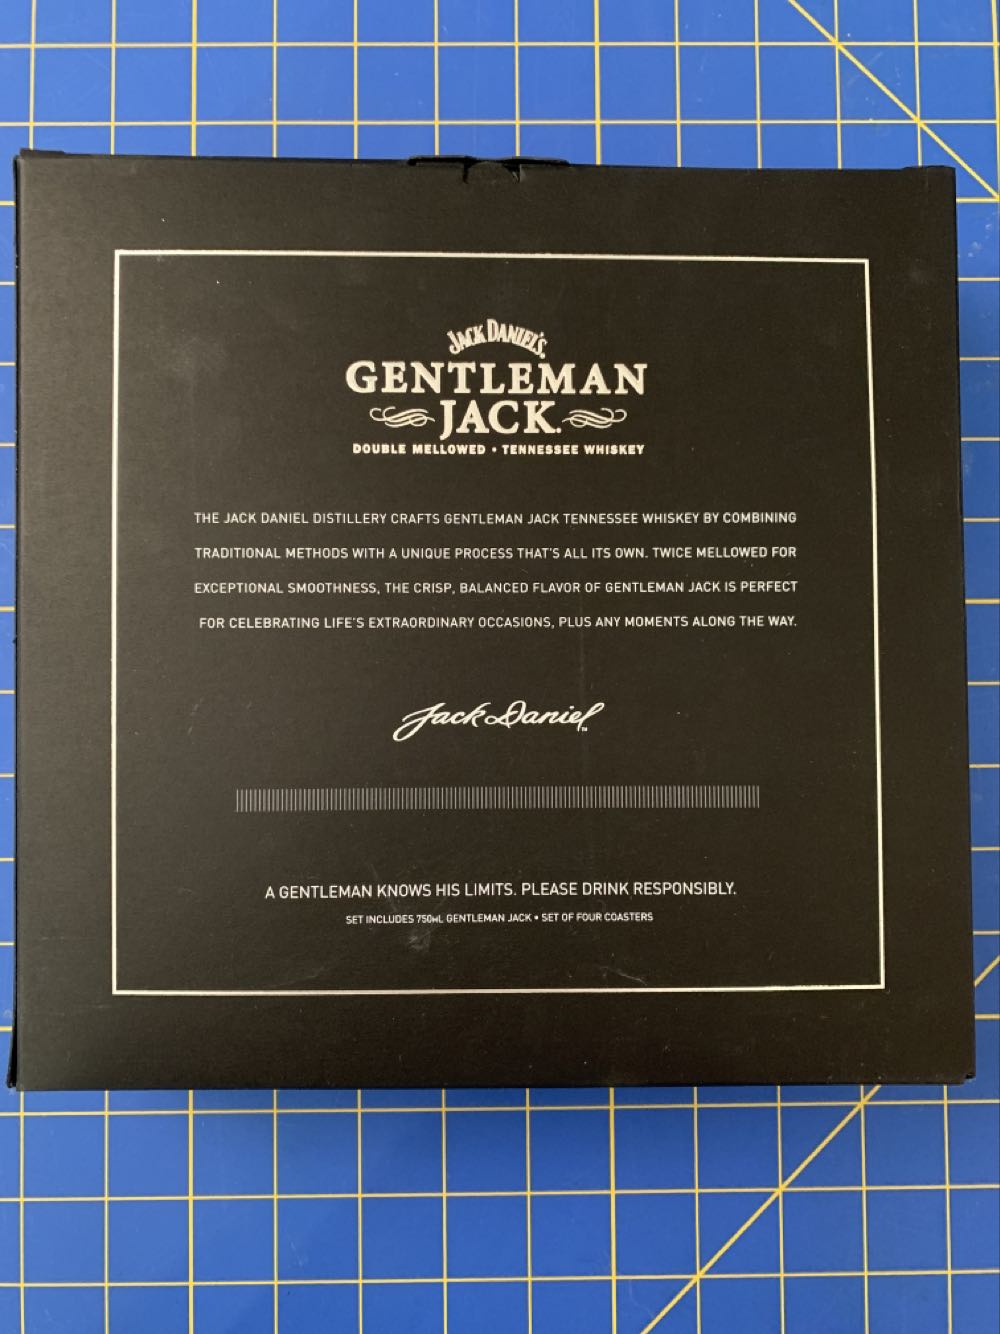 JACK DANIEL'S
GENTLEMAN
JACK.
DOUBLE MELLOWED • TENNESSEE WHISKEY
THE JACK DANIEL DISTILLERY CRAFTS GENTLEMAN JACK TENNESSEE WHISKEY BY COMBINING
TRADITIONAL METHODS WITH A UNIQUE PROCESS THAT'S ALL ITS OWN. TWICE MELLOWED FOR
EXCEPTIONAL SMOOTHNESS, THE CRISP, BALANCED FLAVOR OF GENTLEMAN JACK IS PERFECT
FOR CELEBRATING LIFE'S EXTRAORDINARY OCCASIONS, PLUS ANY MOMENTS ALONG THE WAY.
Jack Daniel™
A GENTLEMAN KNOWS HIS LIMITS. PLEASE DRINK RESPONSIBLY.
SET INCLUDES 750mL GENTLEMAN JACK • SET OF FOUR COASTERS